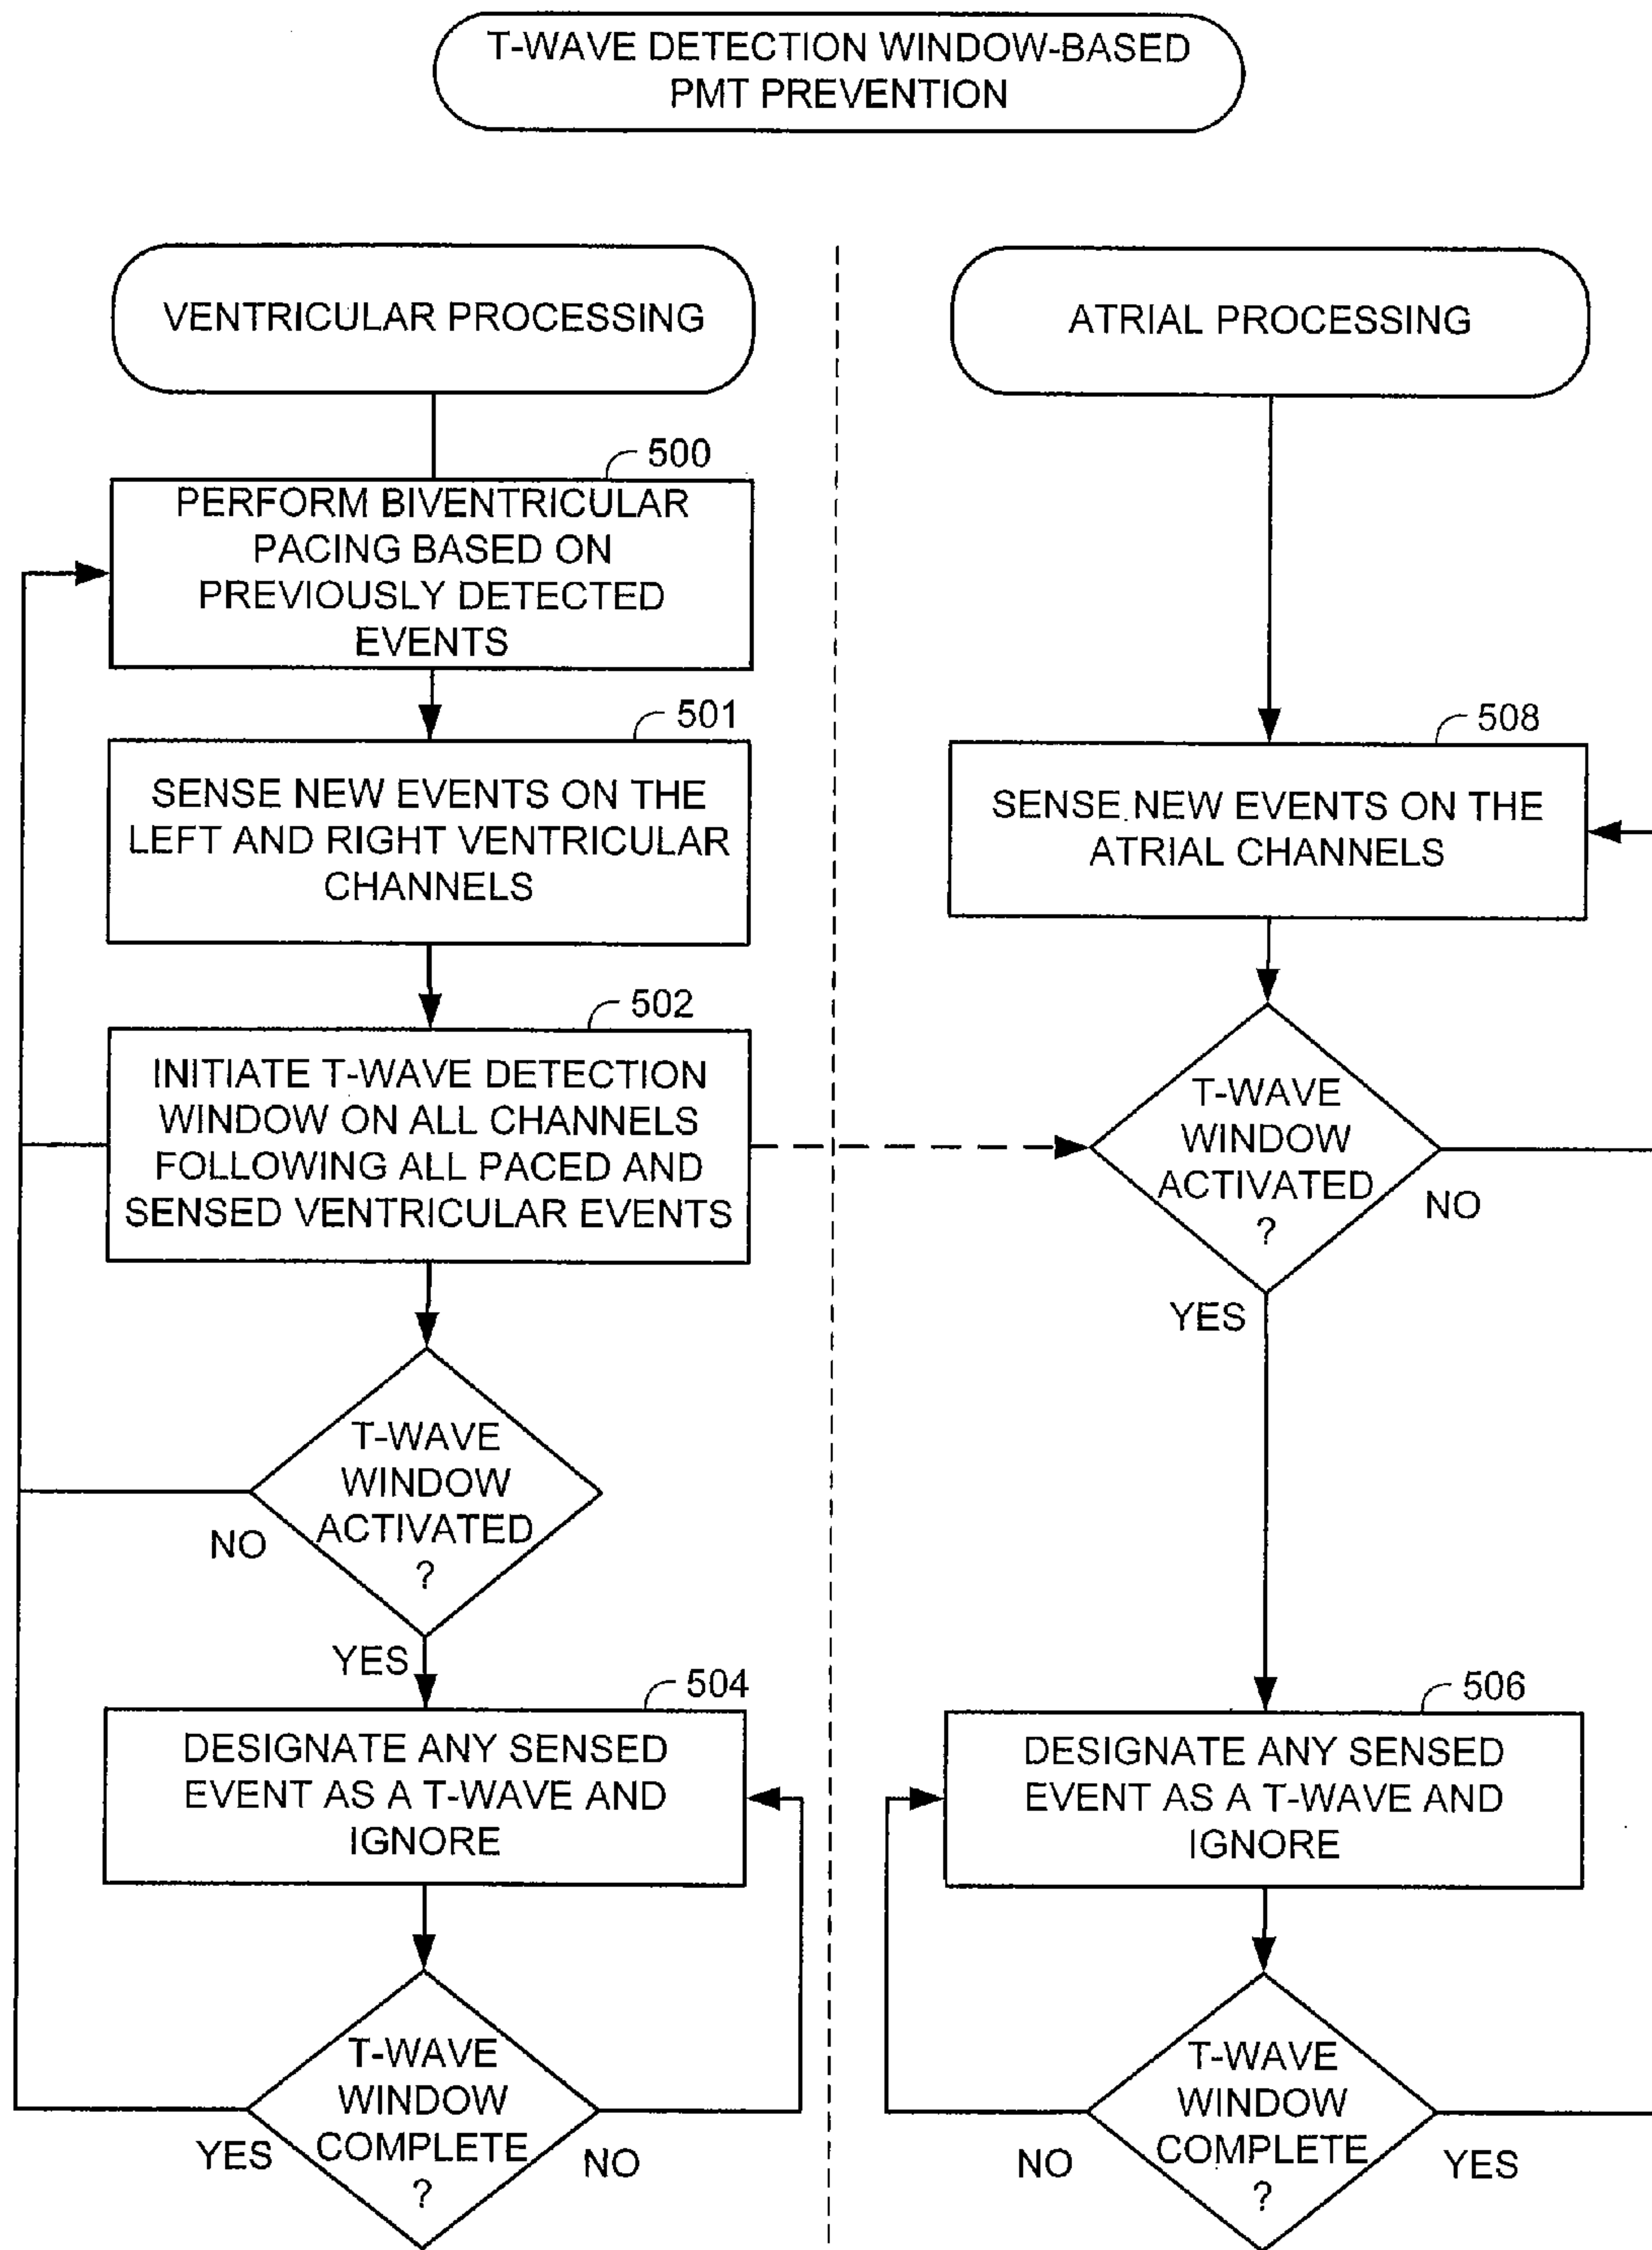 T-WAVE DETECTION WINDOW-BASED
PMT PREVENTION
VENTRICULAR PROCESSING
500
PERFORM BIVENTRICULAR
PACING BASED ON
PREVIOUSLY DETECTED
EVENTS
501
SENSE NEW EVENTS ON THE
LEFT AND RIGHT VENTRICULAR
CHANNELS
502
INITIATE T-WAVE DETECTION
WINDOW ON ALL CHANNELS
FOLLOWING ALL PACED AND
SENSED VENTRICULAR EVENTS
T-WAVE
WINDOW
ACTIVATED
?
NO
YES
504
DESIGNATE ANY SENSED
EVENT AS A T-WAVE AND
IGNORE
T-WAVE
WINDOW
COMPLETE
?
YES
NO
ATRIAL PROCESSING
508
SENSE NEW EVENTS ON THE
ATRIAL CHANNELS
T-WAVE
WINDOW
ACTIVATED
?
NO
YES
506
DESIGNATE ANY SENSED
EVENT AS A T-WAVE AND
IGNORE
T-WAVE
WINDOW
COMPLETE
?
NO
YES